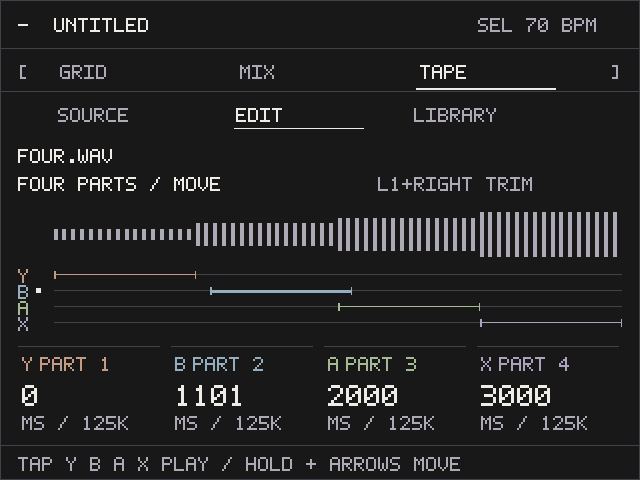 — UNTITLED SEL 70 BPM
[ GRID MIX TAPE ]
SOURCE EDIT LIBRARY
FOUR.WAV
FOUR PARTS / MOVE L1+RIGHT TRIM
Y
B
A
X
Y PART 1 B PART 2 A PART 3 X PART 4
0 1101 2000 3000
MS / 125K MS / 125K MS / 125K MS / 125K
TAP Y B A X PLAY / HOLD + ARROWS MOVE